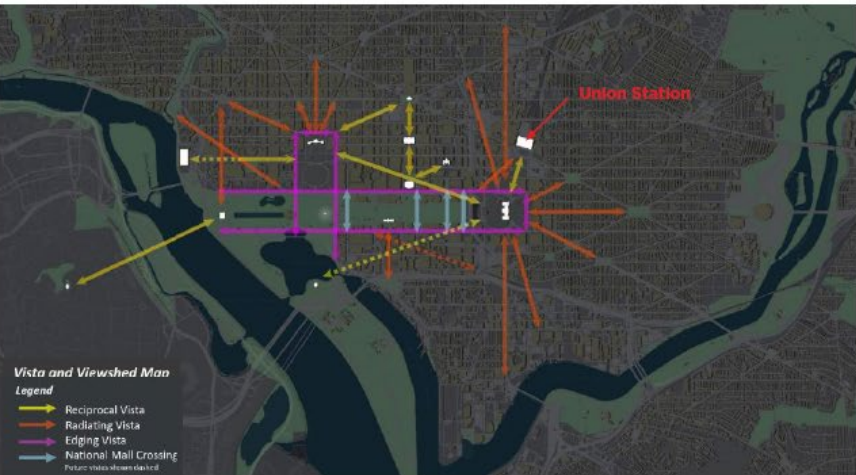 Union Station
Vista and Viewshed Map
Legend
Reciprocal Vista
Radiating Vista
Edging Vista
National Mall Crossing
Future vistas shown dashed